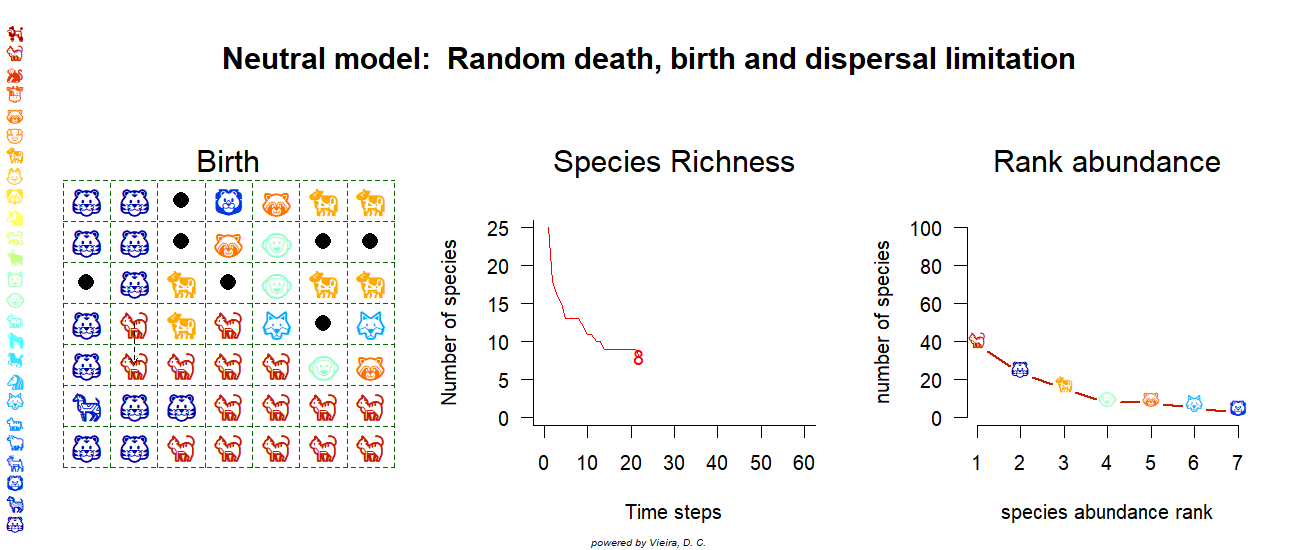 Neutral model:  Random death, birth and dispersal limitation
Birth
Species Richness
Rank abundance
Number of species
25
20
15
10
5
0
0 10 20 30 40 50 60
Time steps
8
number of species
100
80
60
40
20
0
1 2 3 4 5 6 7
species abundance rank
powered by Vieira, D. C.